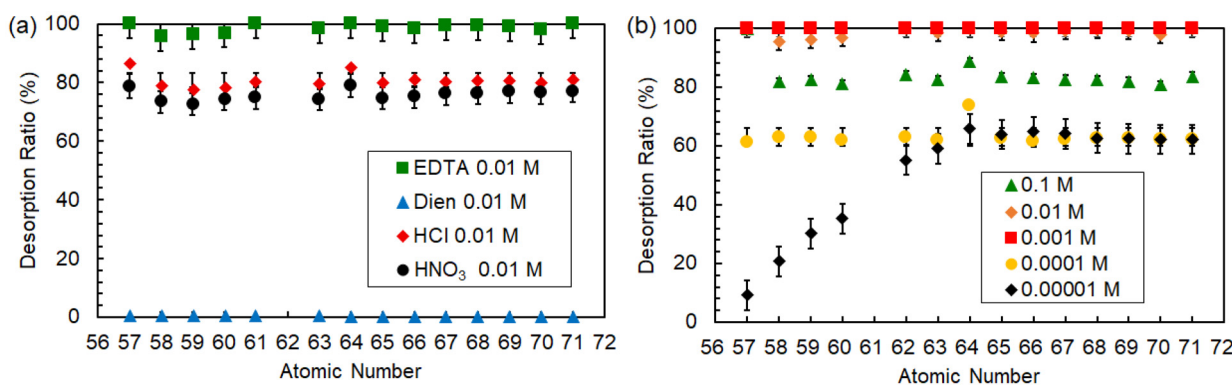 (a)
Desorption Ratio (%)
100
80
60
40
20
0
EDTA 0.01 M
Dien 0.01 M
HCl 0.01 M
HNO₃ 0.01 M
56 57 58 59 60 61 62 63 64 65 66 67 68 69 70 71 72
Atomic Number
(b)
Desorption Ratio (%)
100
80
60
40
20
0
0.1 M
0.01 M
0.001 M
0.0001 M
0.00001 M
56 57 58 59 60 61 62 63 64 65 66 67 68 69 70 71 72
Atomic Number